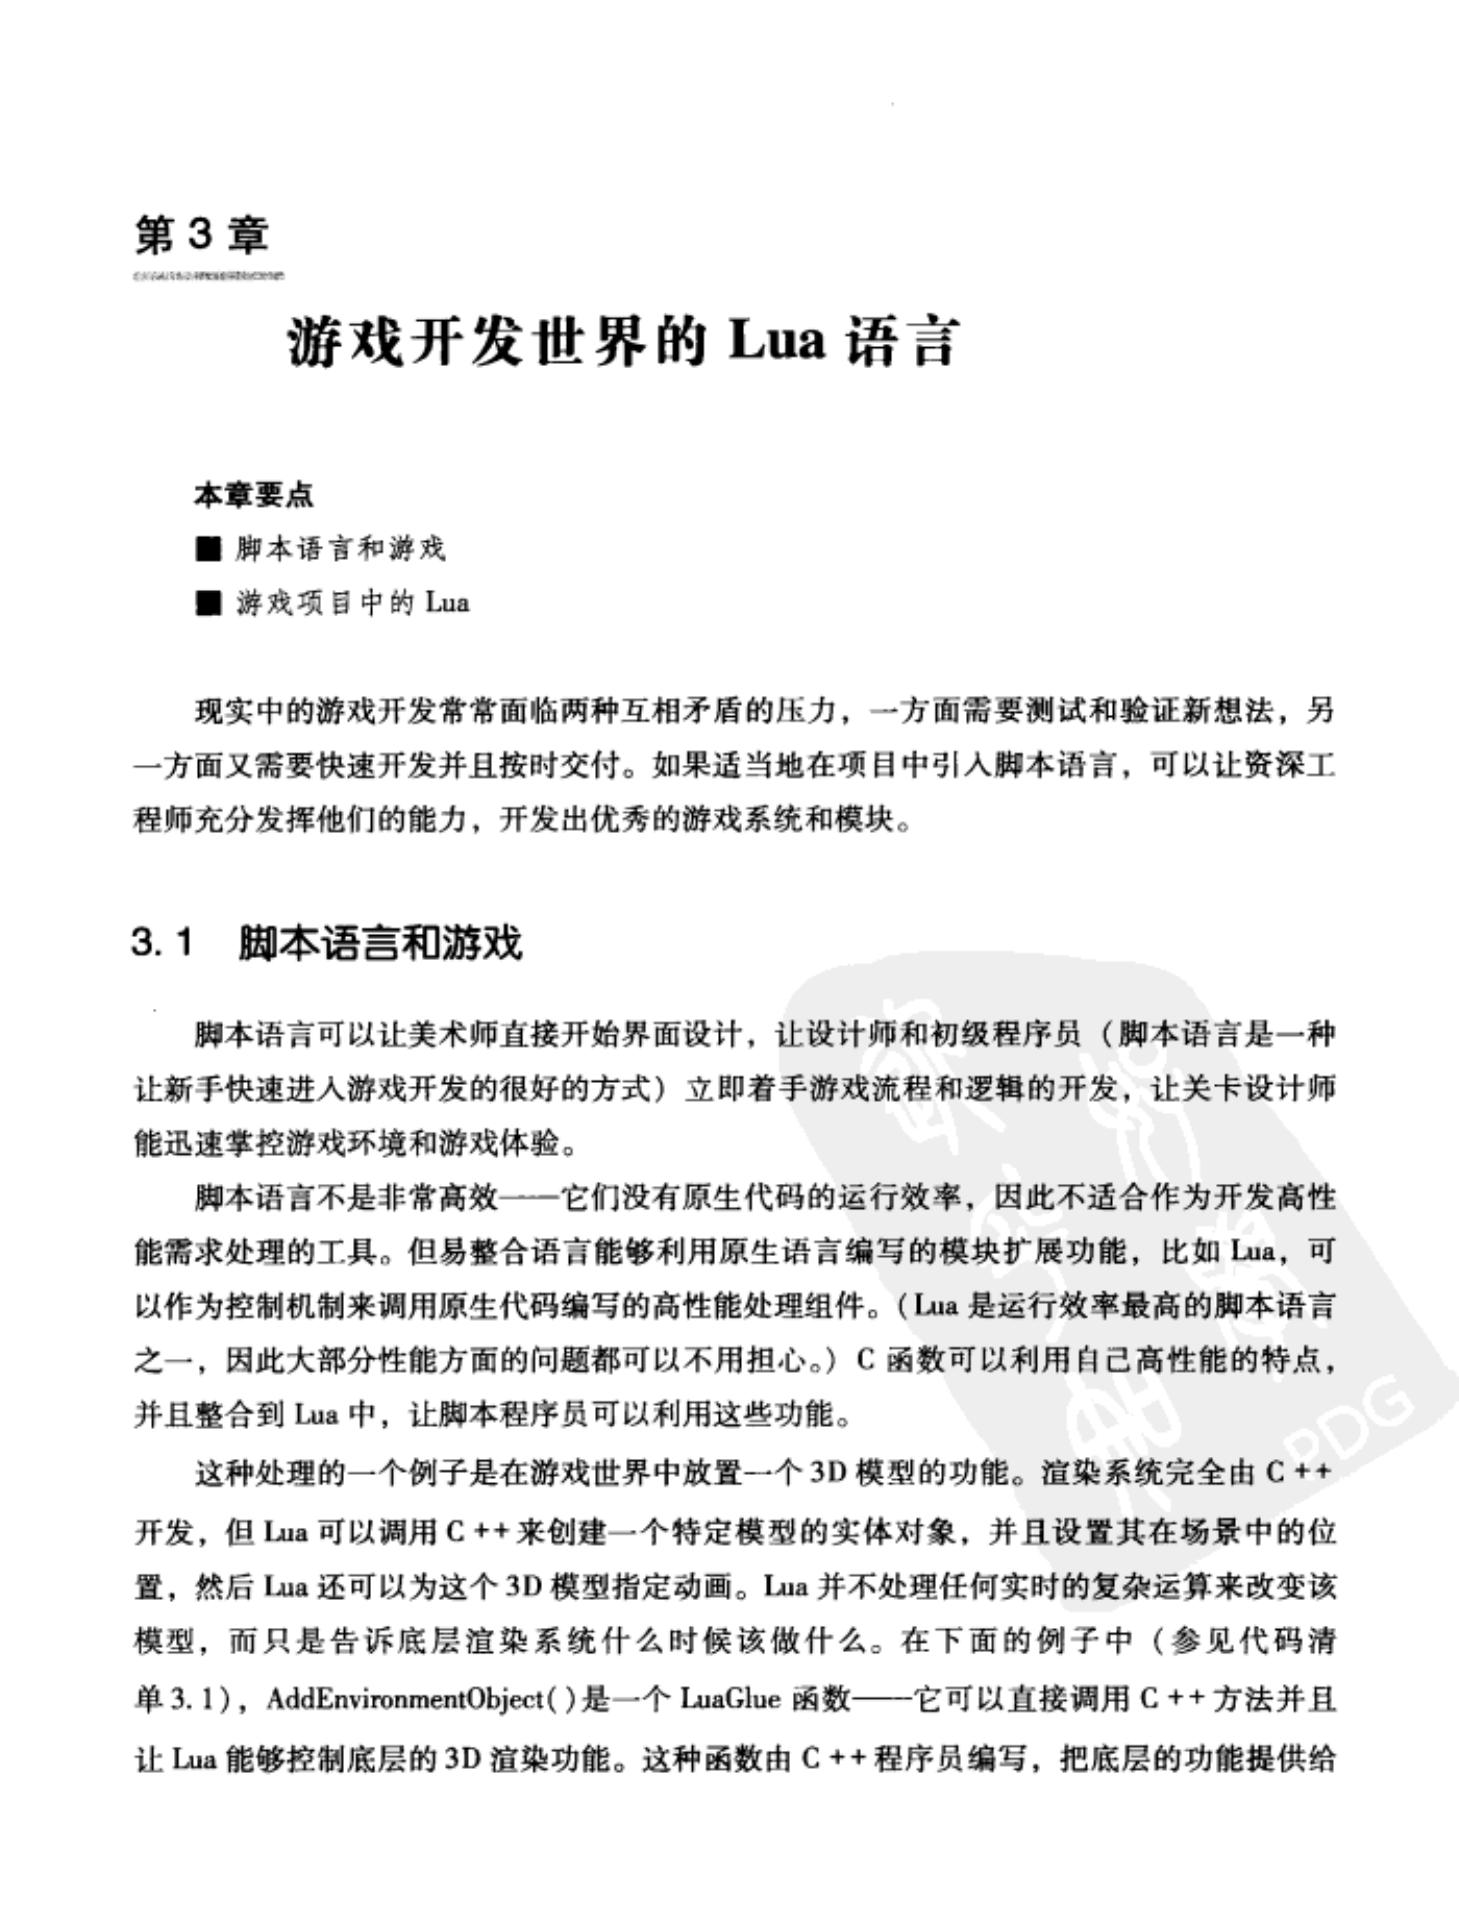 第 3 章
游戏开发世界的 Lua 语言
本章要点
■ 脚本语言和游戏
■ 游戏项目中的 Lua
现实中的游戏开发常常面临两种互相矛盾的压力，一方面需要测试和验证新想法，另
一方面又需要快速开发并且按时交付。如果适当地在项目中引入脚本语言，可以让资深工
程师充分发挥他们的能力，开发出优秀的游戏系统和模块。
3.1 脚本语言和游戏
脚本语言可以让美术师直接开始界面设计，让设计师和初级程序员（脚本语言是一种
让新手快速进入游戏开发的很好的方式）立即着手游戏流程和逻辑的开发，让关卡设计师
能迅速掌控游戏环境和游戏体验。
脚本语言不是非常高效——它们没有原生代码的运行效率，因此不适合作为开发高性
能需求处理的工具。但易整合语言能够利用原生语言编写的模块扩展功能，比如 Lua，可
以作为控制机制来调用原生代码编写的高性能处理组件。（Lua 是运行效率最高的脚本语言
之一，因此大部分性能方面的问题都可以不用担心。）C 函数可以利用自己高性能的特点，
并且整合到 Lua 中，让脚本程序员可以利用这些功能。
这种处理的一个例子是在游戏世界中放置一个 3D 模型的功能。渲染系统完全由 C ++
开发，但 Lua 可以调用 C ++ 来创建一个特定模型的实体对象，并且设置其在场景中的位
置，然后 Lua 还可以为这个 3D 模型指定动画。Lua 并不处理任何实时的复杂运算来改变该
模型，而只是告诉底层渲染系统什么时候该做什么。在下面的例子中（参见代码清
单 3.1），AddEnvironmentObject( )是一个 LuaGlue 函数——它可以直接调用 C ++ 方法并且
让 Lua 能够控制底层的 3D 渲染功能。这种函数由 C ++ 程序员编写，把底层的功能提供给
PDG